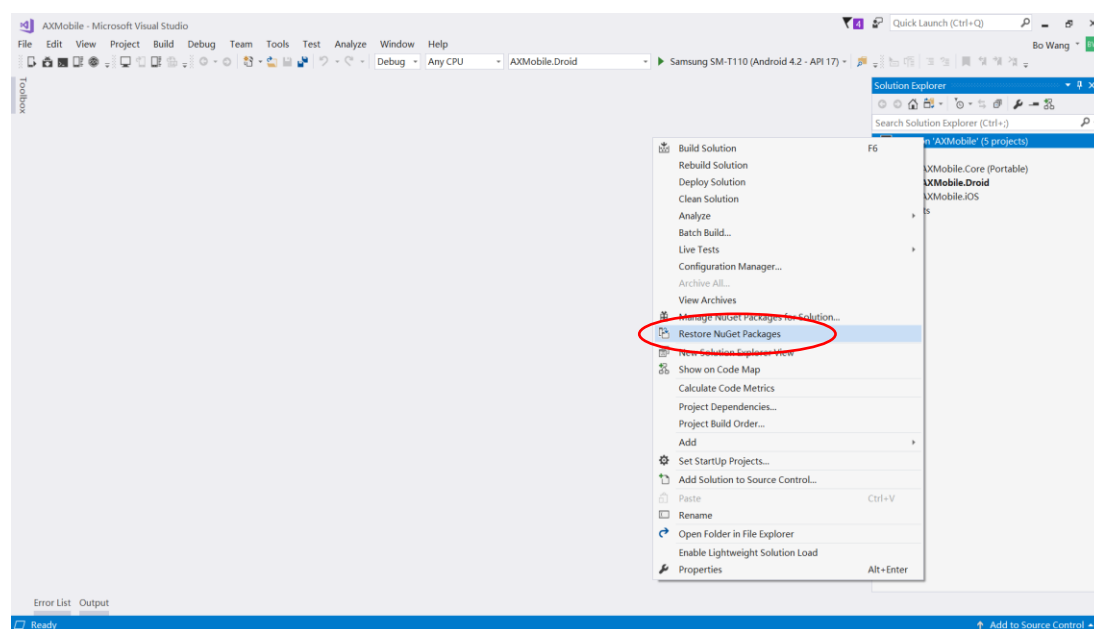 AXMobile - Microsoft Visual Studio
4
Quick Launch (Ctrl+Q)
File Edit View Project Build Debug Team Tools Test Analyze Window Help
Bo Wang
Debug Any CPU AXMobile.Droid Samsung SM-T110 (Android 4.2 - API 17)
Toolbox
Solution Explorer
Search Solution Explorer (Ctrl+;)
'AXMobile' (5 projects)
AXMobile.Core (Portable)
AXMobile.Droid
AXMobile.iOS
Build Solution F6
Rebuild Solution
Deploy Solution
Clean Solution
Analyze
Batch Build...
Live Tests
Configuration Manager...
Archive All...
View Archives
Manage NuGet Packages for Solution...
Restore NuGet Packages
New Solution Explorer View
Show on Code Map
Calculate Code Metrics
Project Dependencies...
Project Build Order...
Add
Set StartUp Projects...
Add Solution to Source Control...
Paste Ctrl+V
Rename
Open Folder in File Explorer
Enable Lightweight Solution Load
Properties Alt+Enter
Error List Output
Ready
Add to Source Control